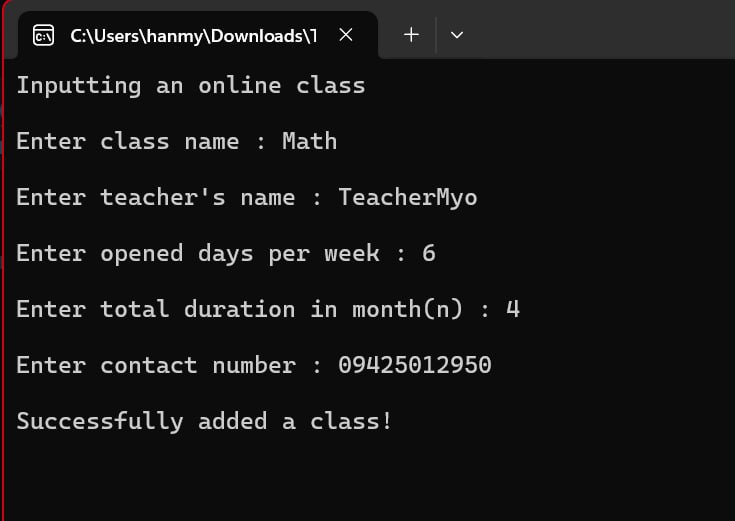 C:\Users\hanmy\Downloads\T
Inputting an online class
Enter class name : Math
Enter teacher's name : TeacherMyo
Enter opened days per week : 6
Enter total duration in month(n) : 4
Enter contact number : 09425012950
Successfully added a class!